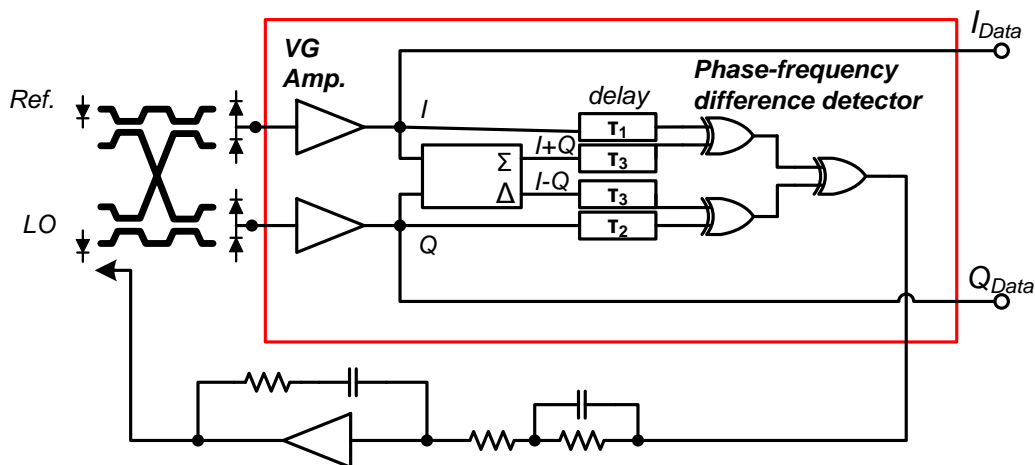 I_Data
VG
Amp.
Phase-frequency
difference detector
Ref.
delay
I
τ1
I+Q
Σ
τ3
I-Q
Δ
τ3
LO
Q
τ2
Q_Data